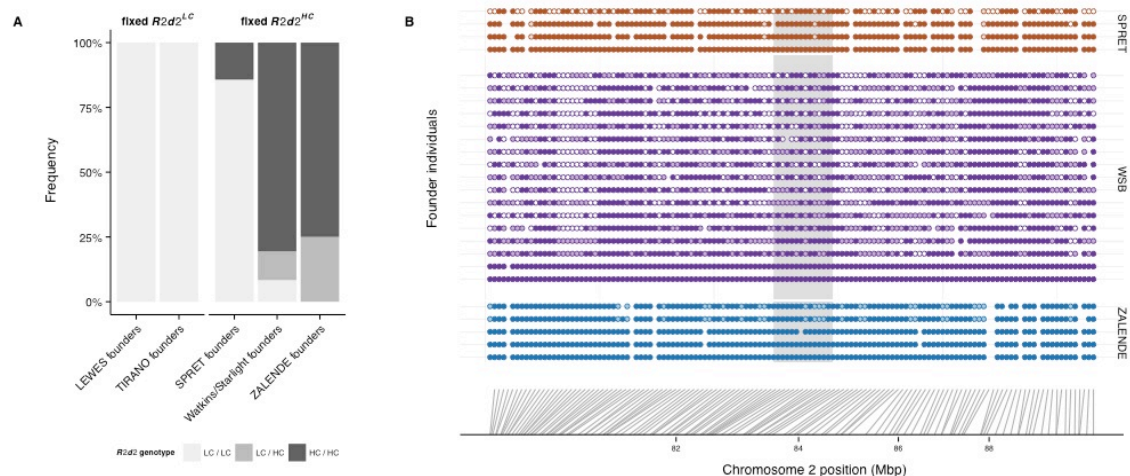 A
fixed R2d2^LC
fixed R2d2^HC
100%
75%
50%
25%
0%
Frequency
LEWES founders
TIRANO founders
SPRET founders
Watkins/Starlight founders
ZALENDE founders
R2d2 genotype
LC / LC
LC / HC
HC / HC
B
Founder individuals
SPRET
WSB
ZALENDE
82
84
86
88
Chromosome 2 position (Mbp)